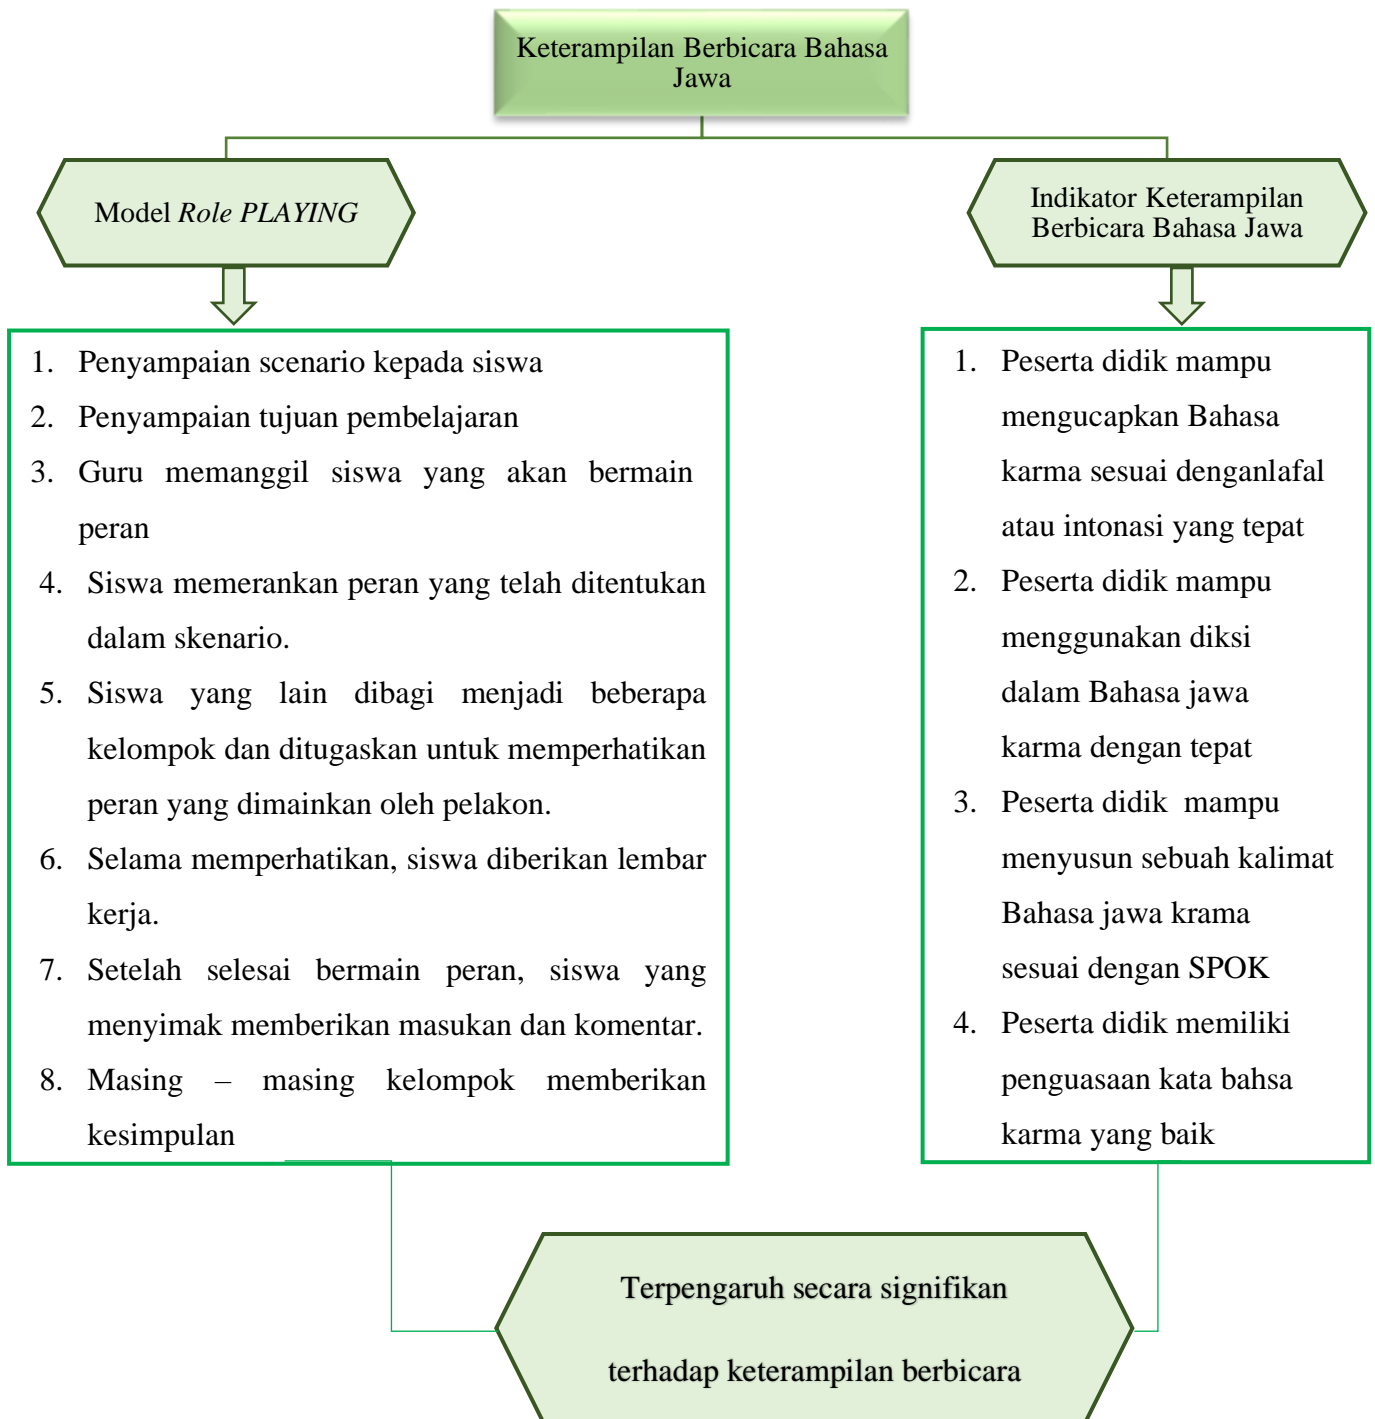 Keterampilan Berbicara Bahasa
Jawa
Model Role PLAYING
Indikator Keterampilan
Berbicara Bahasa Jawa
1. Penyampaian scenario kepada siswa
2. Penyampaian tujuan pembelajaran
3. Guru memanggil siswa yang akan bermain
peran
4. Siswa memerankan peran yang telah ditentukan
dalam skenario.
5. Siswa yang lain dibagi menjadi beberapa
kelompok dan ditugaskan untuk memperhatikan
peran yang dimainkan oleh pelakon.
6. Selama memperhatikan, siswa diberikan lembar
kerja.
7. Setelah selesai bermain peran, siswa yang
menyimak memberikan masukan dan komentar.
8. Masing – masing kelompok memberikan
kesimpulan
1. Peserta didik mampu
mengucapkan Bahasa
karma sesuai denganlafal
atau intonasi yang tepat
2. Peserta didik mampu
menggunakan diksi
dalam Bahasa jawa
karma dengan tepat
3. Peserta didik mampu
menyusun sebuah kalimat
Bahasa jawa krama
sesuai dengan SPOK
4. Peserta didik memiliki
penguasaan kata bahsa
karma yang baik
Terpengaruh secara signifikan
terhadap keterampilan berbicara